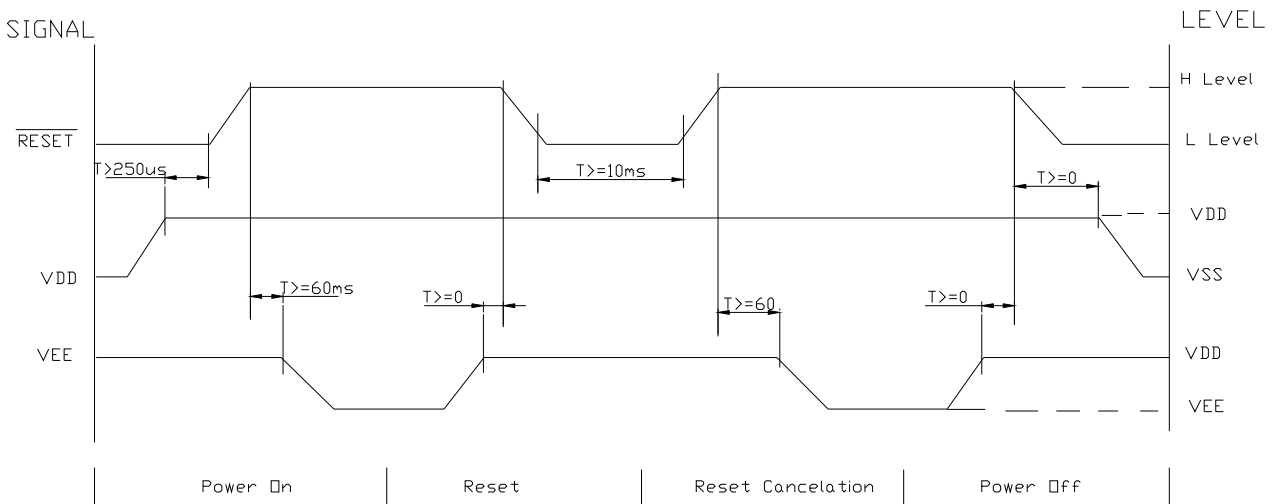 SIGNAL
LEVEL
H Level
RESET
L Level
T>250us
T>=10ms
T>=0
VDD
VDD
VSS
T>=60ms
T>=0
T>=60
T>=0
VEE
VDD
VEE
Power On
Reset
Reset Cancelation
Power Off